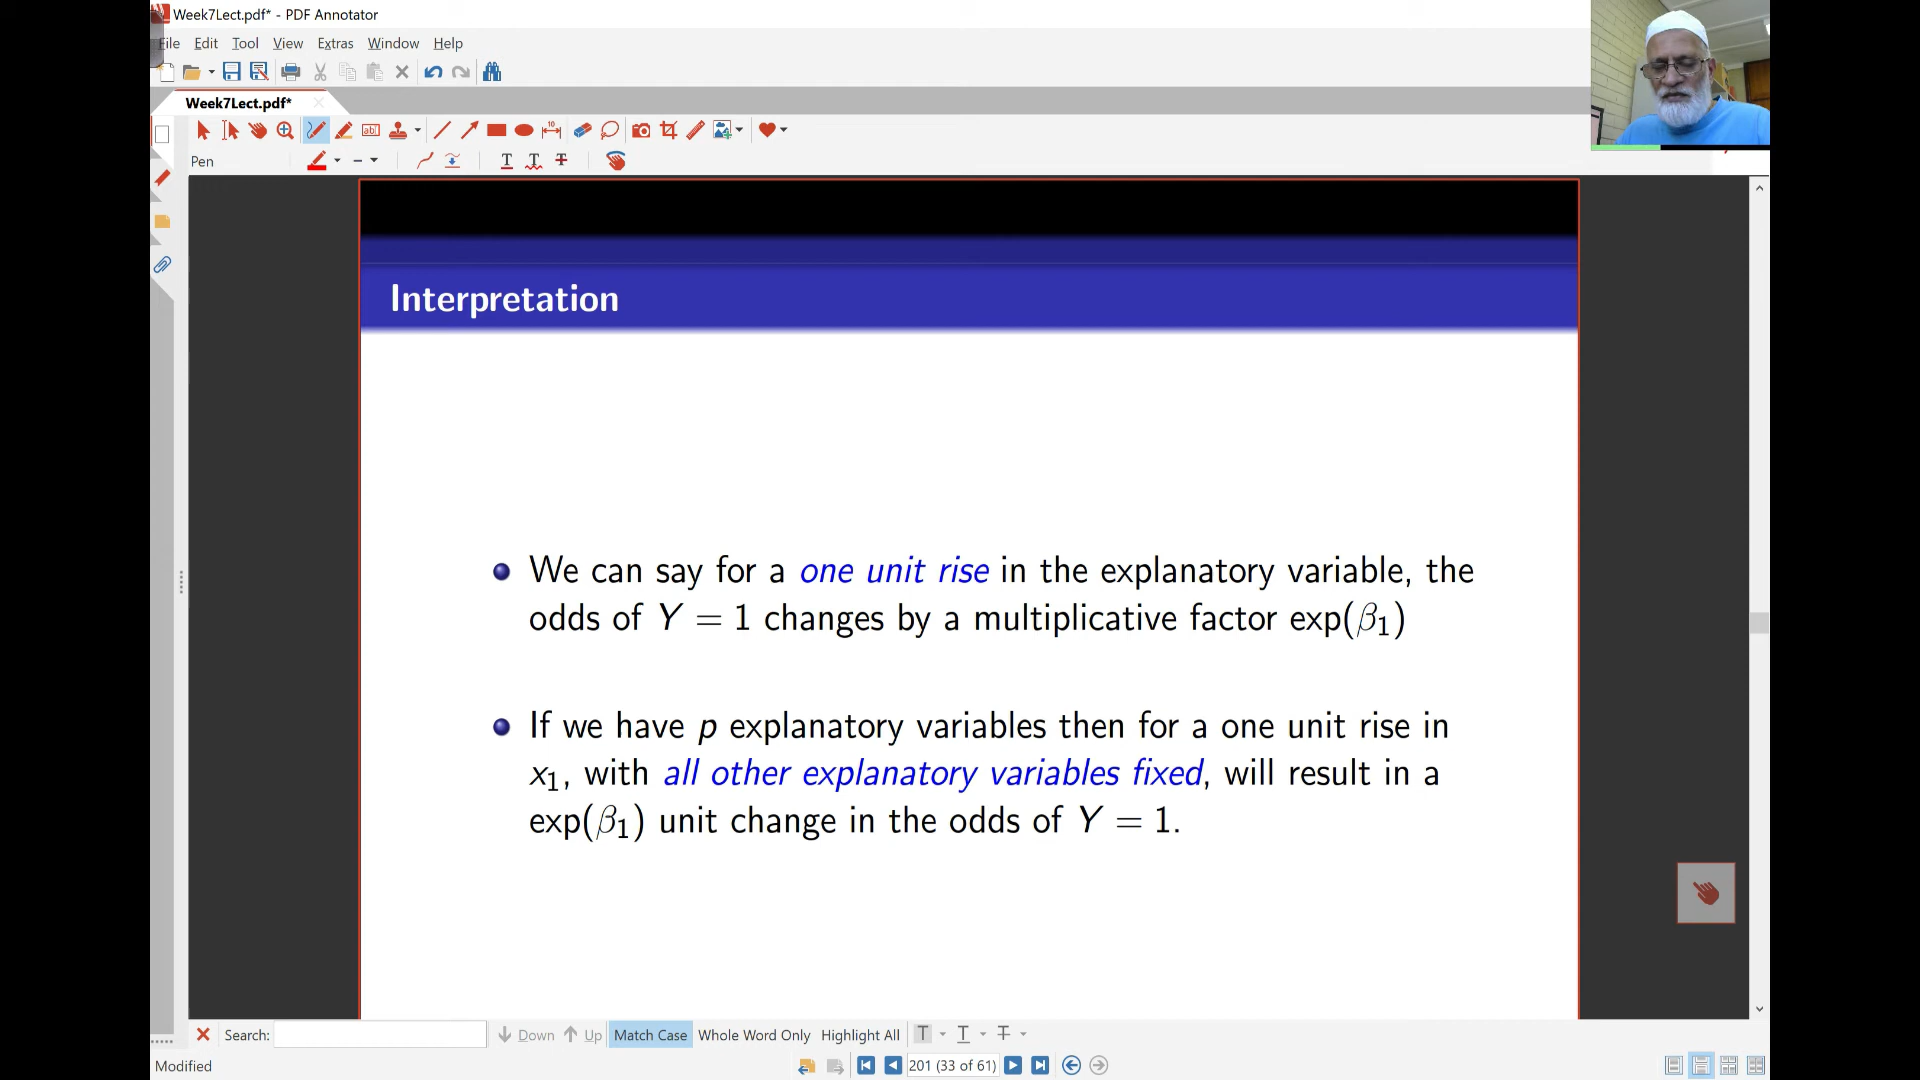 Week7Lect.pdf* - PDF Annotator
File Edit Tool View Extras Window Help
Week7Lect.pdf*
Pen
Interpretation
We can say for a one unit rise in the explanatory variable, the
odds of Y = 1 changes by a multiplicative factor exp(β₁)
If we have p explanatory variables then for a one unit rise in
x₁, with all other explanatory variables fixed, will result in a
exp(β₁) unit change in the odds of Y = 1.
Search: Down Up Match Case Whole Word Only Highlight All
Modified 201 (33 of 61)